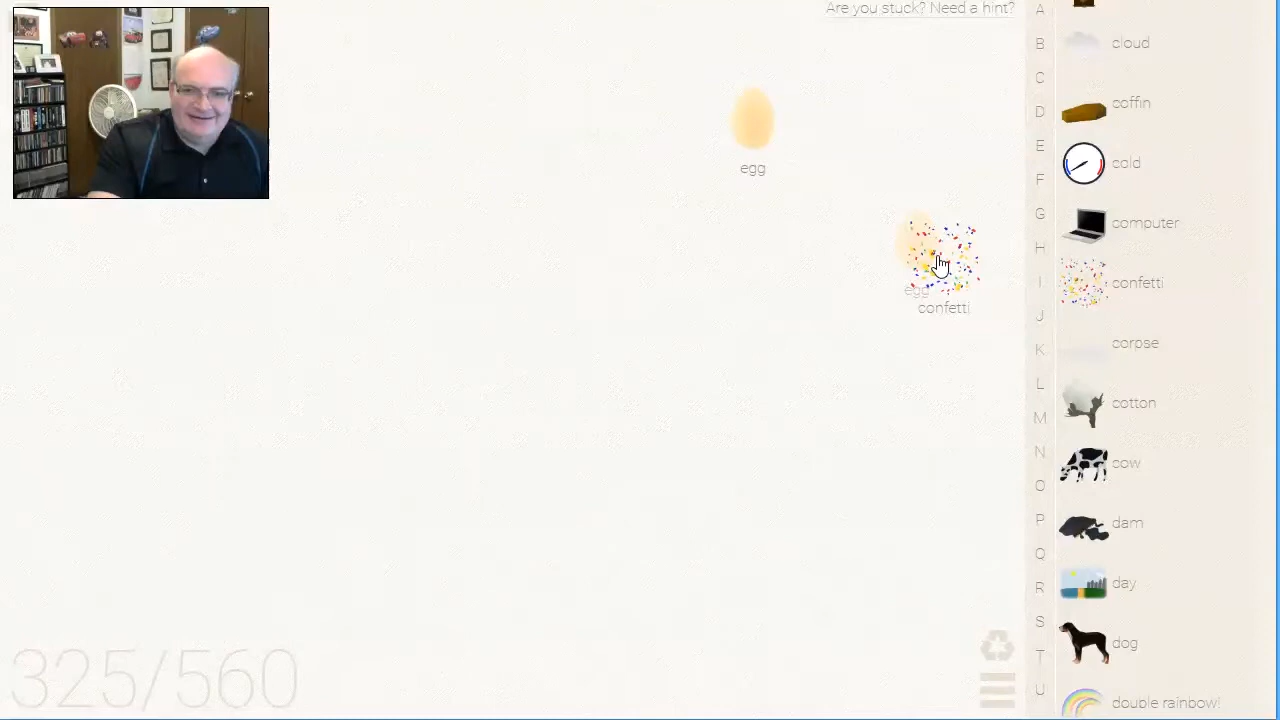 Are you stuck? Need a hint?
egg
egg
confetti
325/560
A
B
C
D
E
F
G
H
I
J
K
L
M
N
O
P
Q
R
S
T
U
cloud
coffin
cold
computer
confetti
corpse
cotton
cow
dam
day
dog
double rainbow!